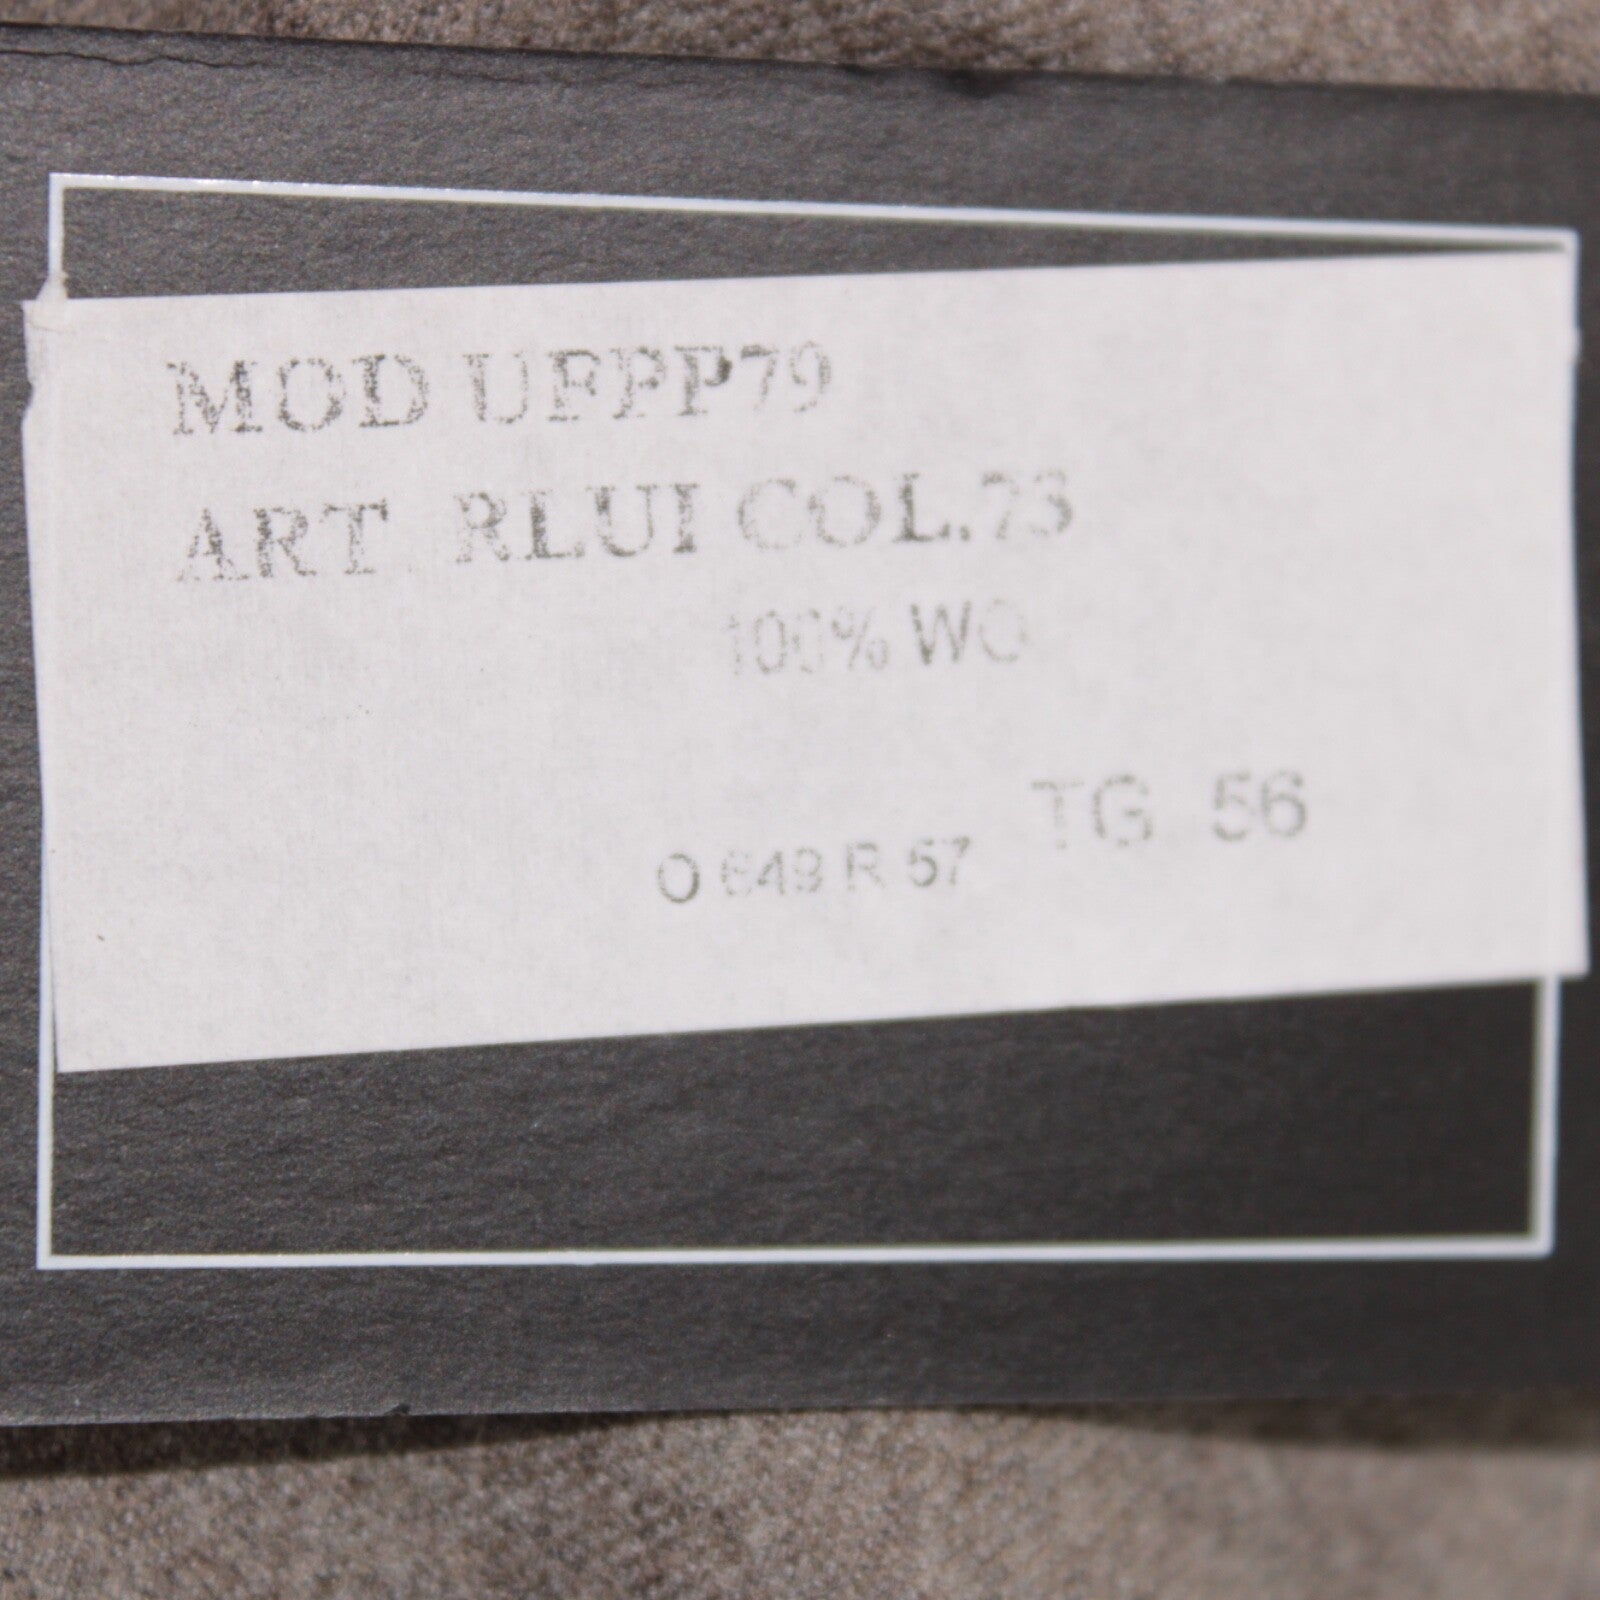 MOD UFPP79
ART RLUI COL.73
100% WO
TG 56
O 649 R 57